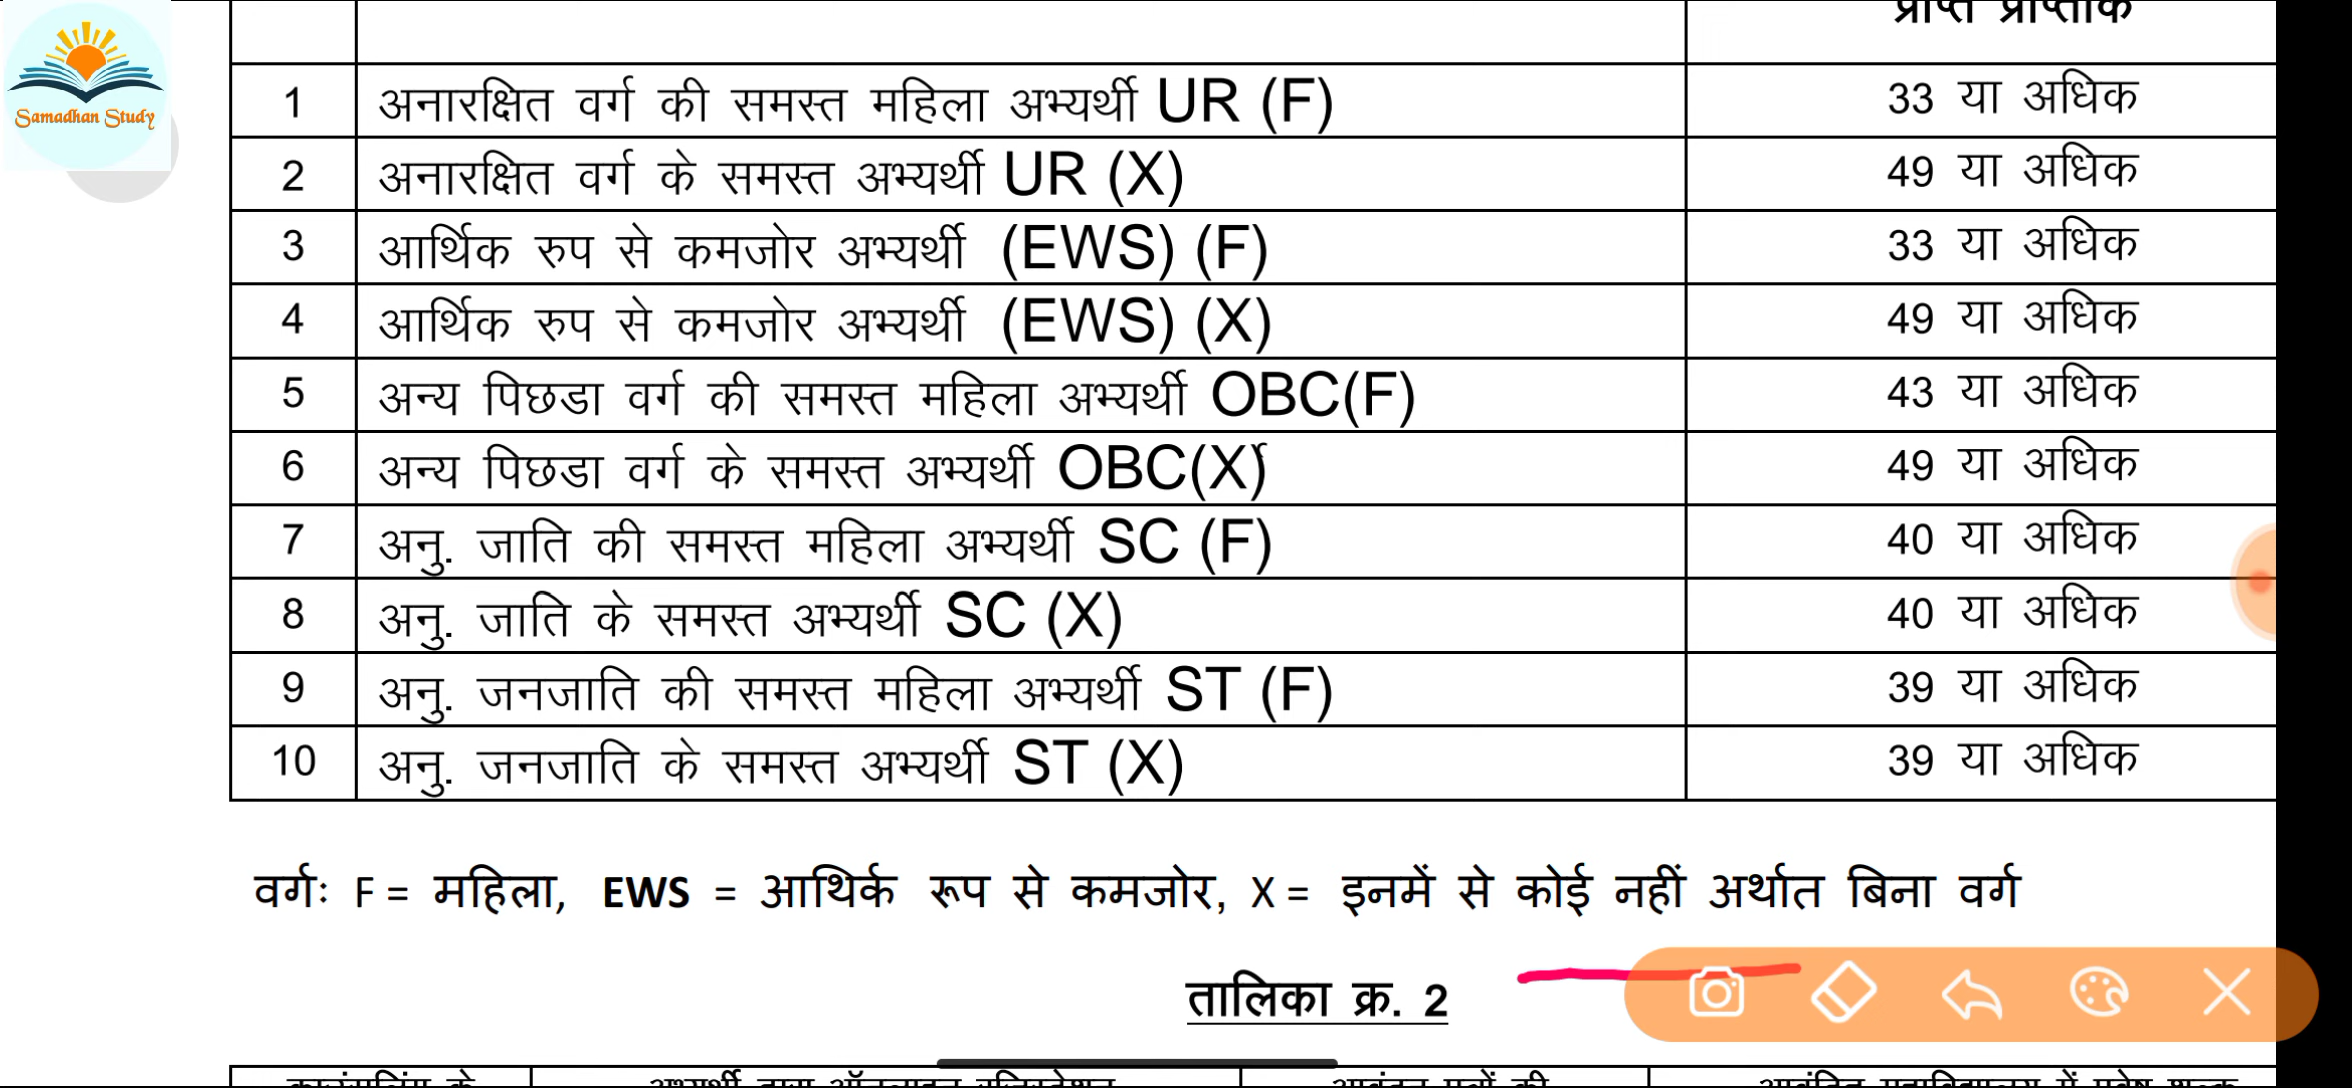 प्राप्त प्राप्तांक
Samadhan Study
1 अनारक्षित वर्ग की समस्त महिला अभ्यर्थी UR (F) 33 या अधिक
2 अनारक्षित वर्ग के समस्त अभ्यर्थी UR (X) 49 या अधिक
3 आर्थिक रुप से कमजोर अभ्यर्थी (EWS) (F) 33 या अधिक
4 आर्थिक रुप से कमजोर अभ्यर्थी (EWS) (X) 49 या अधिक
5 अन्य पिछडा वर्ग की समस्त महिला अभ्यर्थी OBC(F) 43 या अधिक
6 अन्य पिछडा वर्ग के समस्त अभ्यर्थी OBC(X) 49 या अधिक
7 अनु. जाति की समस्त महिला अभ्यर्थी SC (F) 40 या अधिक
8 अनु. जाति के समस्त अभ्यर्थी SC (X) 40 या अधिक
9 अनु. जनजाति की समस्त महिला अभ्यर्थी ST (F) 39 या अधिक
10 अनु. जनजाति के समस्त अभ्यर्थी ST (X) 39 या अधिक
वर्गः F = महिला, EWS = आथिर्क रूप से कमजोर, X = इनमें से कोई नहीं अर्थात बिना वर्ग
तालिका क्र. 2